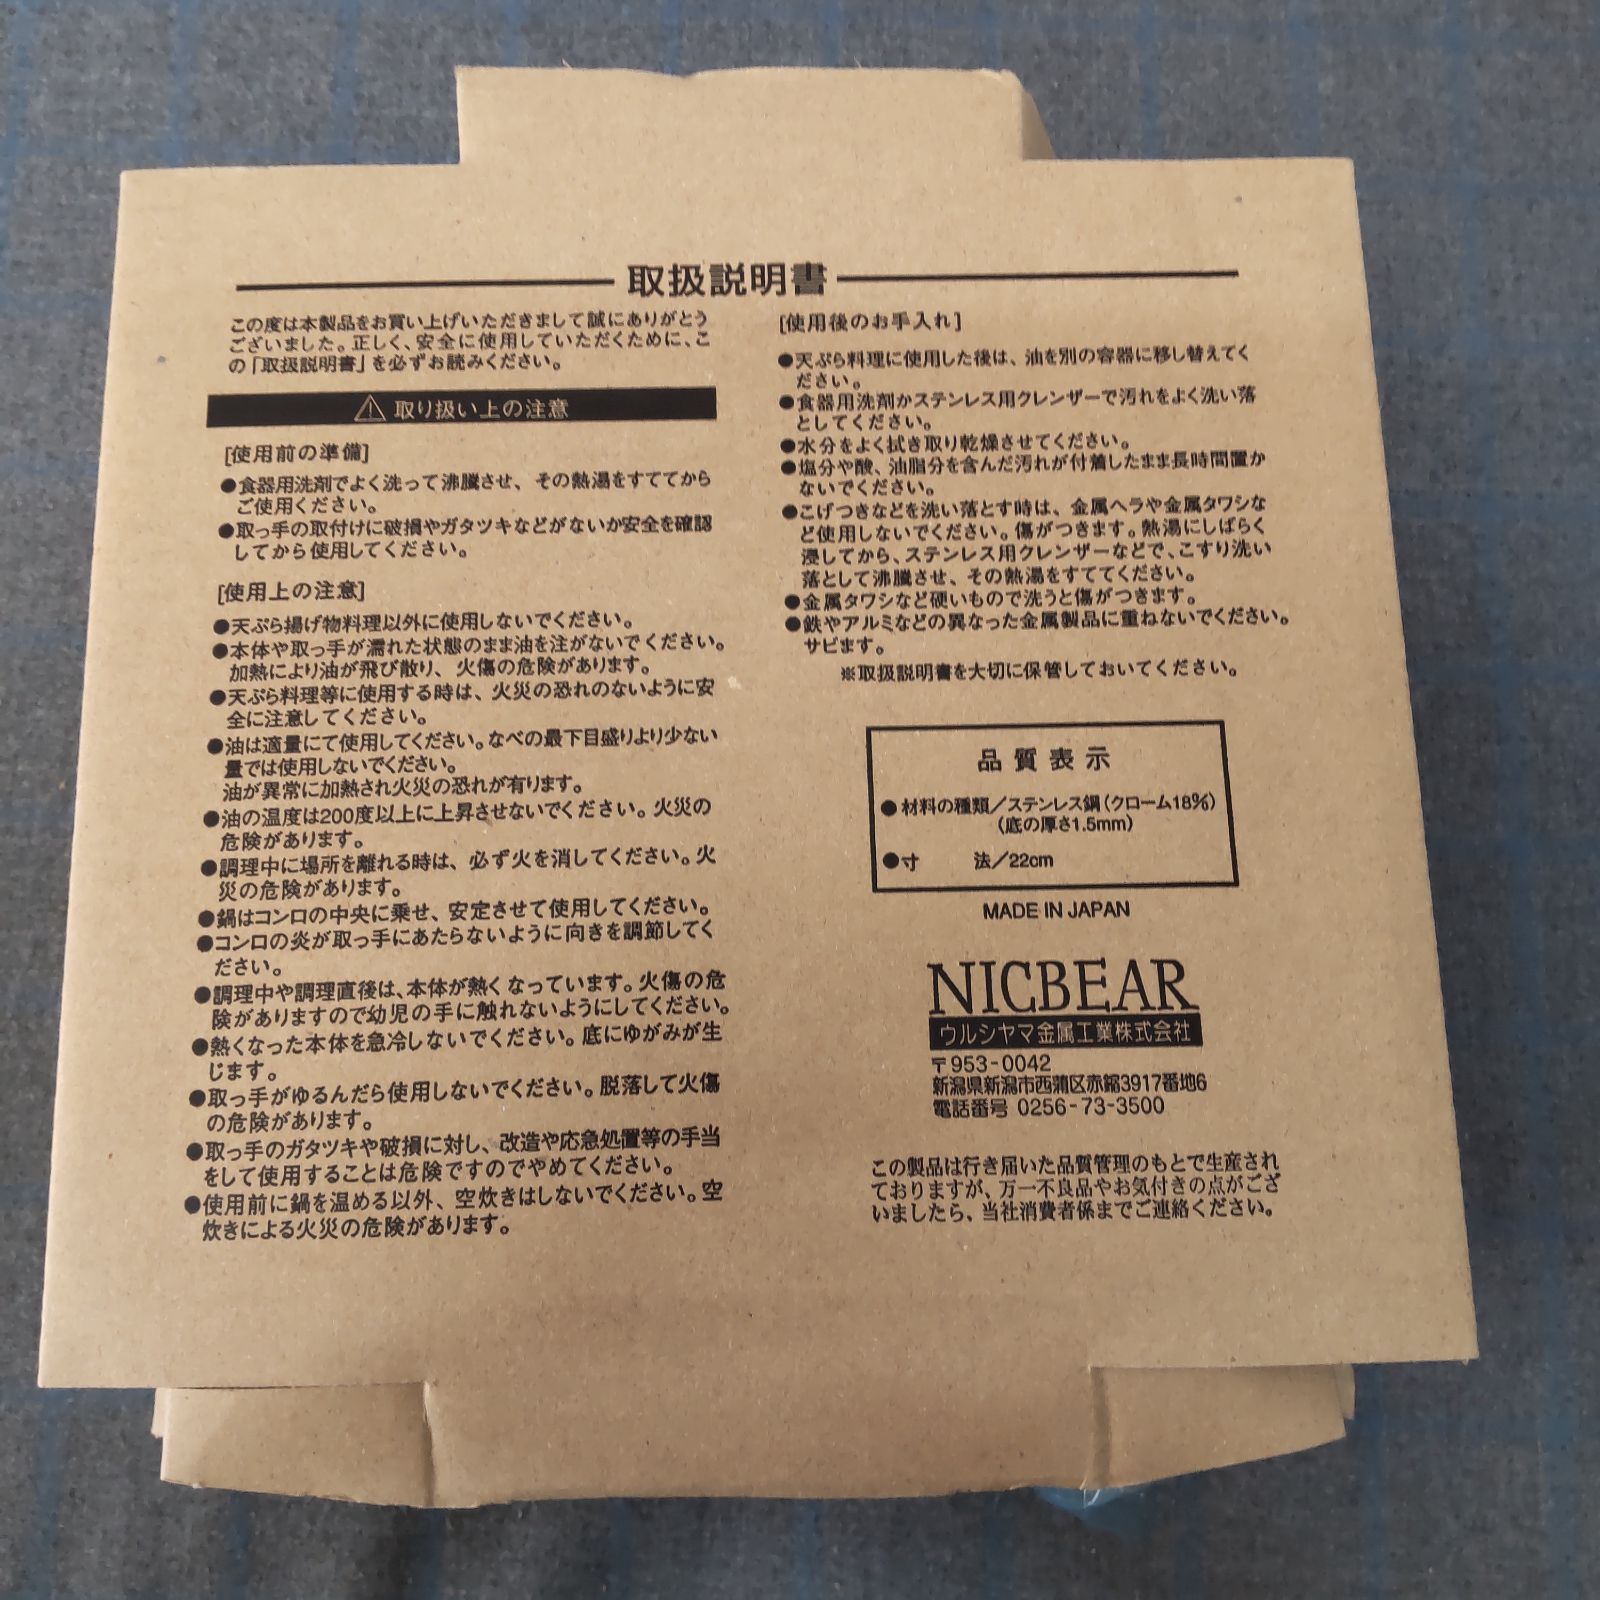 取扱説明書
この度は本製品をお買い上げいただきまして誠にありがとう
ございました。正しく、安全に使用していただくために、こ
の「取扱説明書」を必ずお読みください。
⚠ 取り扱い上の注意
[使用前の準備]
●食器用洗剤でよく洗って沸騰させ、その熱湯をすててから
ご使用ください。
●取っ手の取付けに破損やガタツキなどがないか安全を確認
してから使用してください。
[使用上の注意]
●天ぷら揚げ物料理以外に使用しないでください。
●本体や取っ手が濡れた状態のまま油を注がないでください。
加熱により油が飛び散り、火傷の危険があります。
●天ぷら料理等に使用する時は、火災の恐れのないように安
全に注意してください。
●油は適量にて使用してください。なべの最下目盛りより少ない
量では使用しないでください。
油が異常に加熱され火災の恐れが有ります。
●油の温度は200度以上に上昇させないでください。火災の
危険があります。
●調理中に場所を離れる時は、必ず火を消してください。火
災の危険があります。
●鍋はコンロの中央に乗せ、安定させて使用してください。
●コンロの炎が取っ手にあたらないように向きを調節してく
ださい。
●調理中や調理直後は、本体が熱くなっています。火傷の危
険がありますので幼児の手に触れないようにしてください。
●熱くなった本体を急冷しないでください。底にゆがみが生
じます。
●取っ手がゆるんだら使用しないでください。脱落して火傷
の危険があります。
●取っ手のガタツキや破損に対し、改造や応急処置等の手当
をして使用することは危険ですのでやめてください。
●使用前に鍋を温める以外、空炊きはしないでください。空
炊きによる火災の危険があります。
[使用後のお手入れ]
●天ぷら料理に使用した後は、油を別の容器に移し替えてく
ださい。
●食器用洗剤かステンレス用クレンザーで汚れをよく洗い落
としてください。
●水分をよく拭き取り乾燥させてください。
●塩分や酸、油脂分を含んだ汚れが付着したまま長時間置か
ないでください。
●こげつきなどを洗い落とす時は、金属ヘラや金属タワシな
ど使用しないでください。傷がつきます。熱湯にしばらく
浸してから、ステンレス用クレンザーなどで、こすり洗い
落として沸騰させ、その熱湯をすててください。
●金属タワシなど硬いもので洗うと傷がつきます。
●鉄やアルミなどの異なった金属製品に重ねないでください。
サビます。
※取扱説明書を大切に保管しておいてください。
品質表示
●材料の種類/ステンレス鋼(クローム18%)
(底の厚さ1.5mm)
●寸　法/22cm
MADE IN JAPAN
NICBEAR
ウルシヤマ金属工業株式会社
〒953-0042
新潟県新潟市西蒲区赤鏥3917番地6
電話番号 0256-73-3500
この製品は行き届いた品質管理のもとで生産され
ておりますが、万一不良品やお気付きの点がござ
いましたら、当社消費者係までご連絡ください。